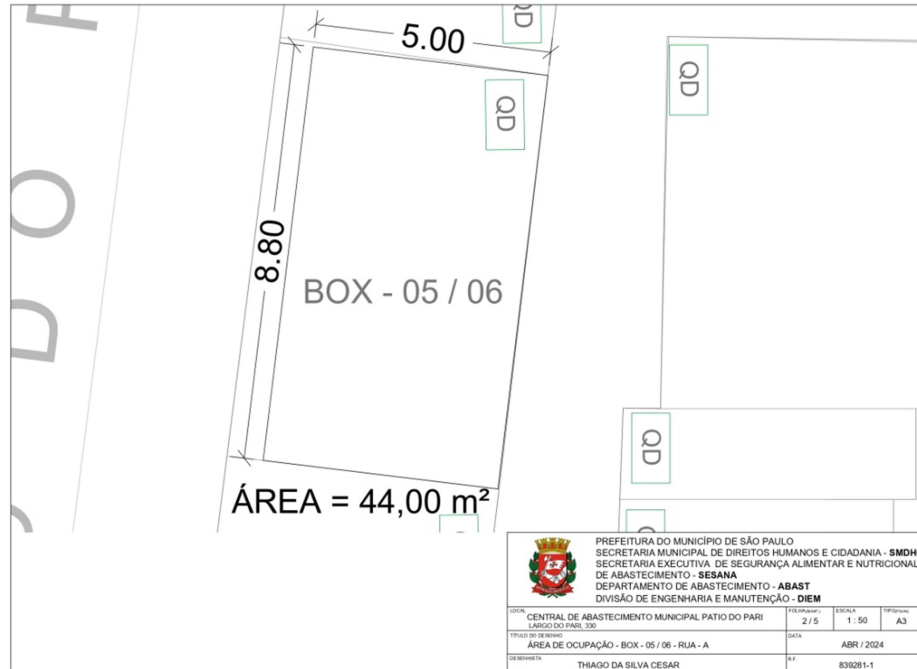 5.00
QD
QD
QD
8.80
BOX - 05 / 06
QD
ÁREA = 44,00 m²
D O
PREFEITURA DO MUNICÍPIO DE SÃO PAULO
SECRETARIA MUNICIPAL DE DIREITOS HUMANOS E CIDADANIA - SMDH
SECRETARIA EXECUTIVA DE SEGURANÇA ALIMENTAR E NUTRICIONAL
DE ABASTECIMENTO - SESANA
DEPARTAMENTO DE ABASTECIMENTO - ABAST
DIVISÃO DE ENGENHARIA E MANUTENÇÃO - DIEM
LOCAL
CENTRAL DE ABASTECIMENTO MUNICIPAL PATIO DO PARI
LARGO DO PARI, 330
2 / 5
ESCALA
1 : 50
A3
TÍTULO DO DESENHO
ÁREA DE OCUPAÇÃO - BOX - 05 / 06 - RUA - A
DATA
ABR / 2024
DESENHISTA
THIAGO DA SILVA CESAR
R.F.
839281-1